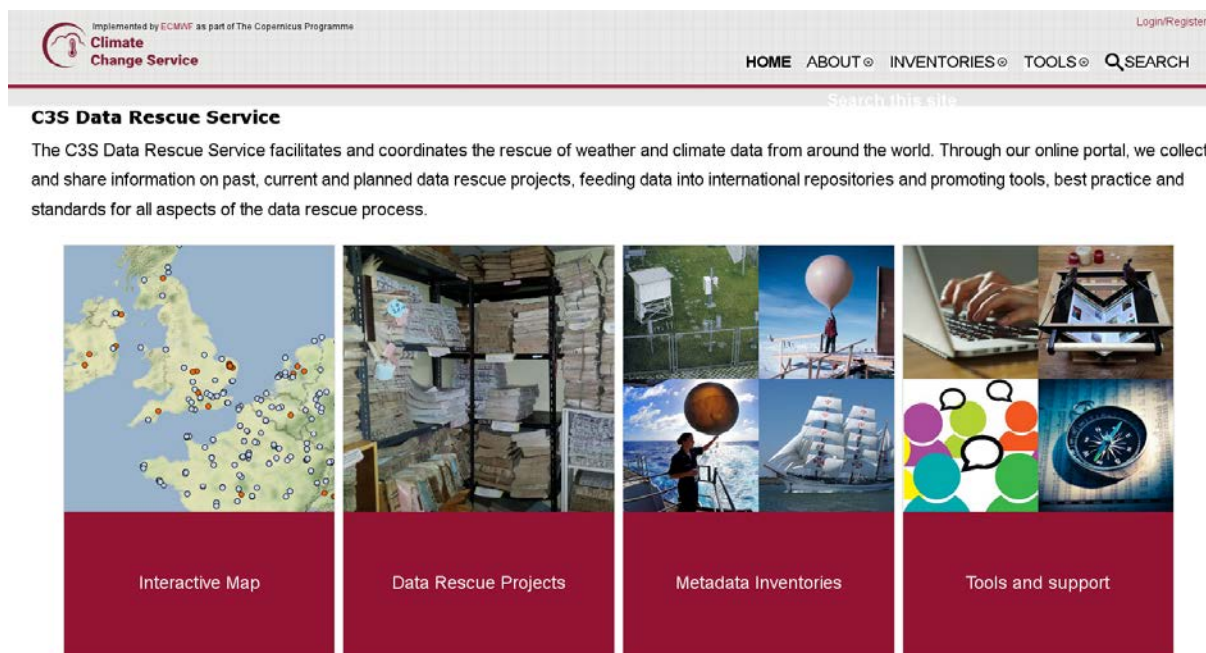 Implemented by ECMWF as part of The Copernicus Programme
Climate
Change Service
Login/Register
HOME ABOUT INVENTORIES TOOLS SEARCH
Search this site
C3S Data Rescue Service
The C3S Data Rescue Service facilitates and coordinates the rescue of weather and climate data from around the world. Through our online portal, we collect
and share information on past, current and planned data rescue projects, feeding data into international repositories and promoting tools, best practice and
standards for all aspects of the data rescue process.
Interactive Map
Data Rescue Projects
Metadata Inventories
Tools and support